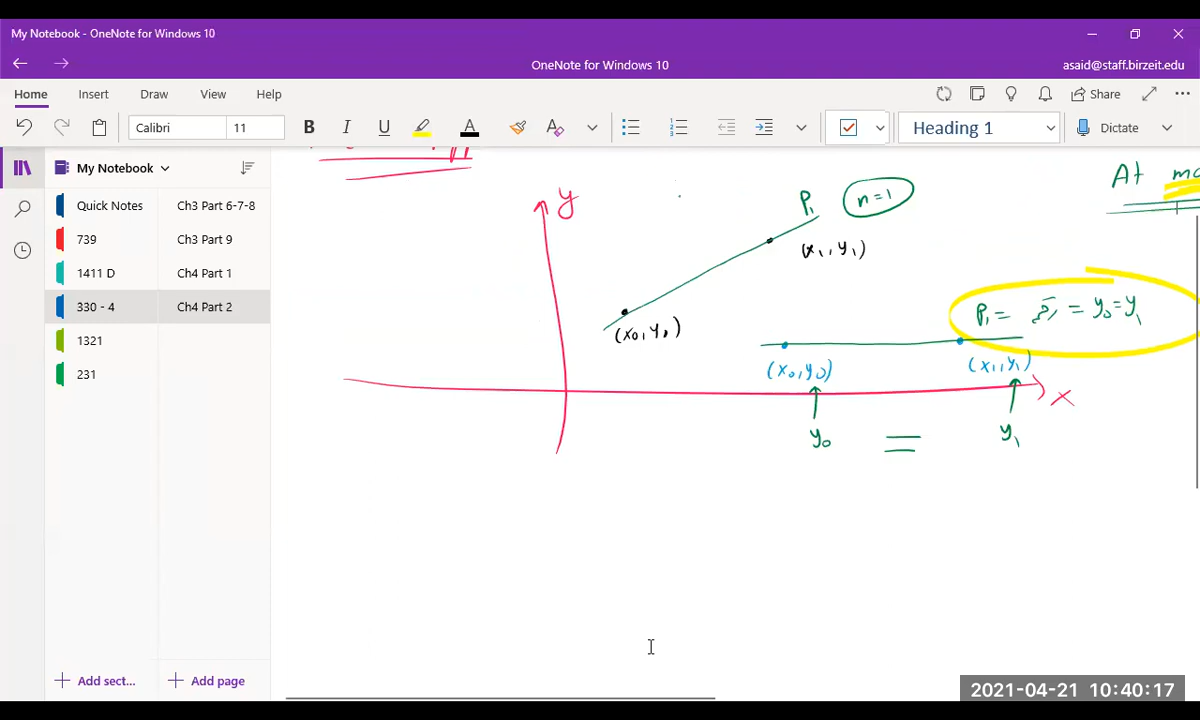 My Notebook - OneNote for Windows 10
OneNote for Windows 10
asaid@staff.birzeit.edu
Home Insert Draw View Help
Share
Calibri 11 B I U A Heading 1 Dictate
My Notebook
Quick Notes
739
1411 D
330 - 4
1321
231
Ch3 Part 6-7-8
Ch3 Part 9
Ch4 Part 1
Ch4 Part 2
Add sect...
Add page
At
y
P₁ n=1
(x₁, y₁)
(x₀, y₀)
P₁ = = y₀ = y₁
(x₀, y₀)
(x₁, y₁)
x
y₀ = y₁
2021-04-21 10:40:17